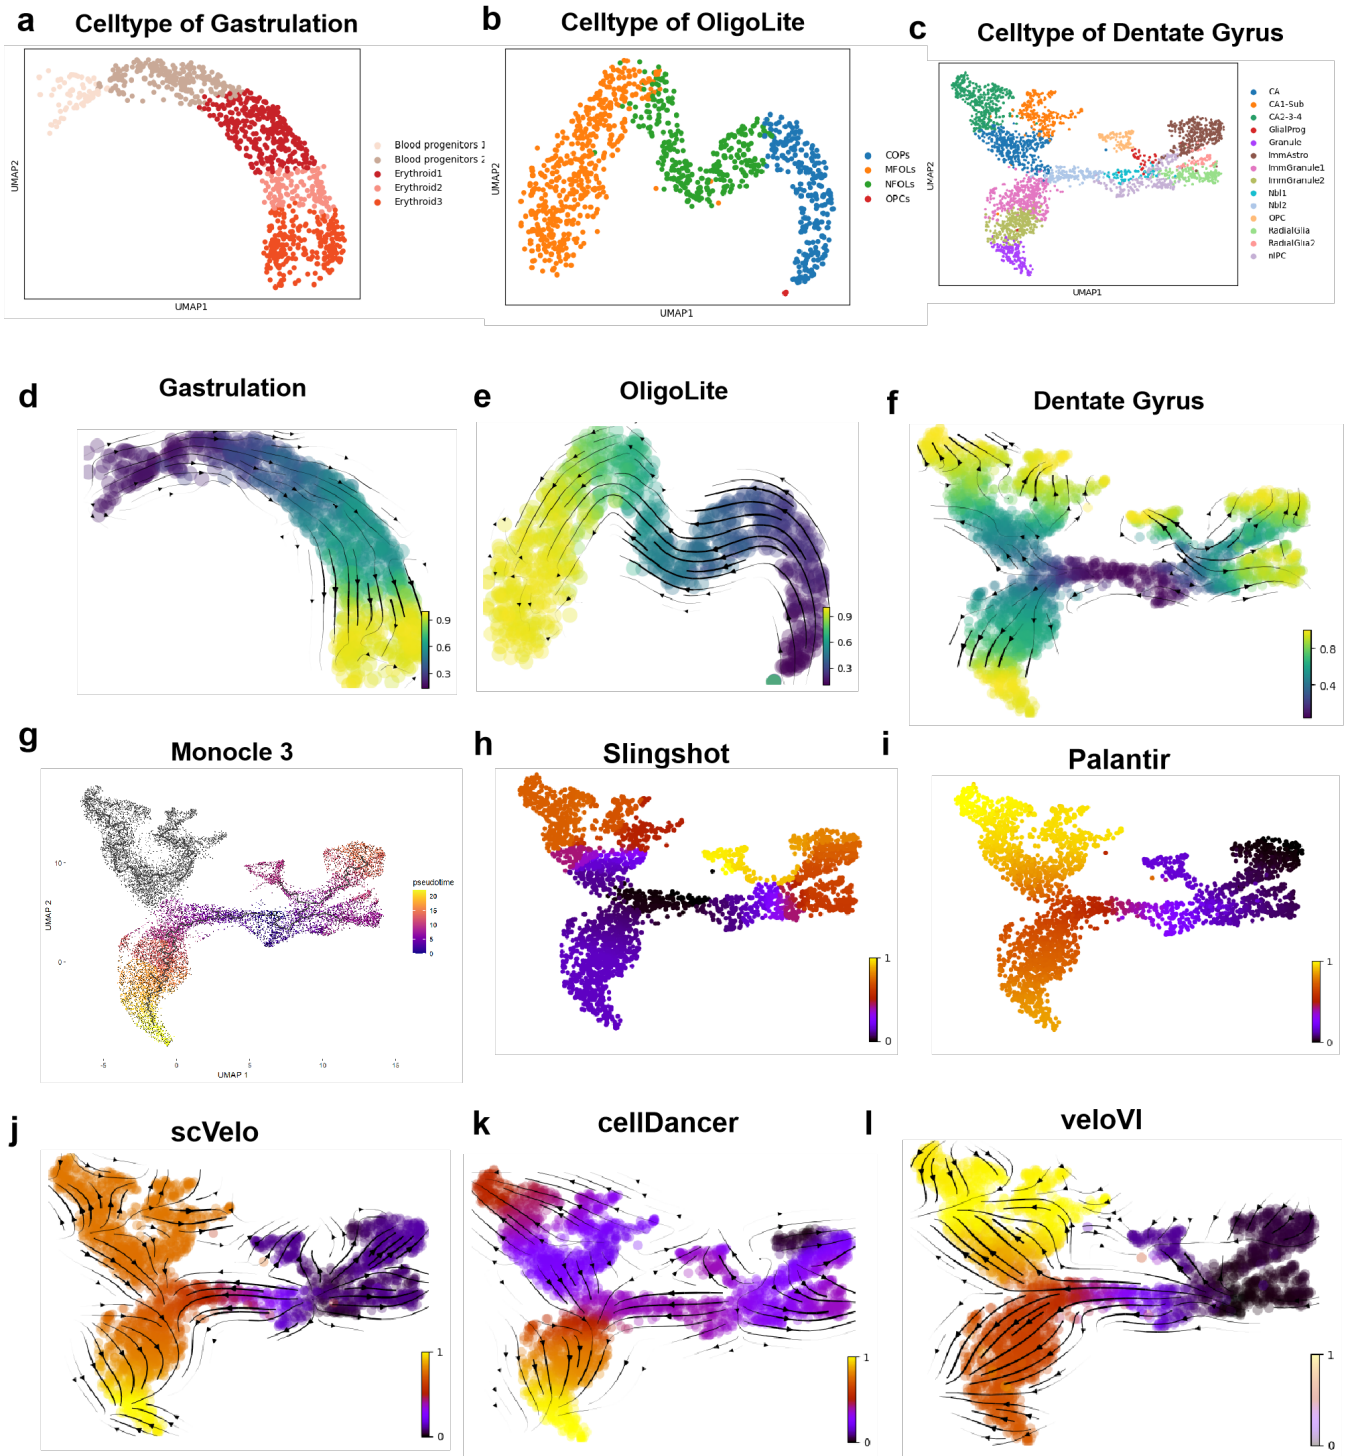 a Celltype of Gastrulation
UMAP2
UMAP1
Blood progenitors 1
Blood progenitors 2
Erythroid1
Erythroid2
Erythroid3
b Celltype of OligoLite
UMAP2
UMAP1
COPs
MFOLs
NFOLs
OPCs
c Celltype of Dentate Gyrus
UMAP2
UMAP1
CA
CA1-Sub
CA2-3-4
GlialProg
Granule
ImmAstro
ImmGranule1
ImmGranule2
Nbl1
Nbl2
OPC
RadialGlia
RadialGlia2
nIPC
d Gastrulation
0.9
0.6
0.3
e OligoLite
0.9
0.6
0.3
f Dentate Gyrus
0.8
0.4
g Monocle 3
UMAP 2
10
0
-5 0 5 10 15
UMAP 1
pseudotime
20
15
10
5
0
h Slingshot
1
0
i Palantir
1
0
j scVelo
1
0
k cellDancer
1
0
l veloVI
1
0